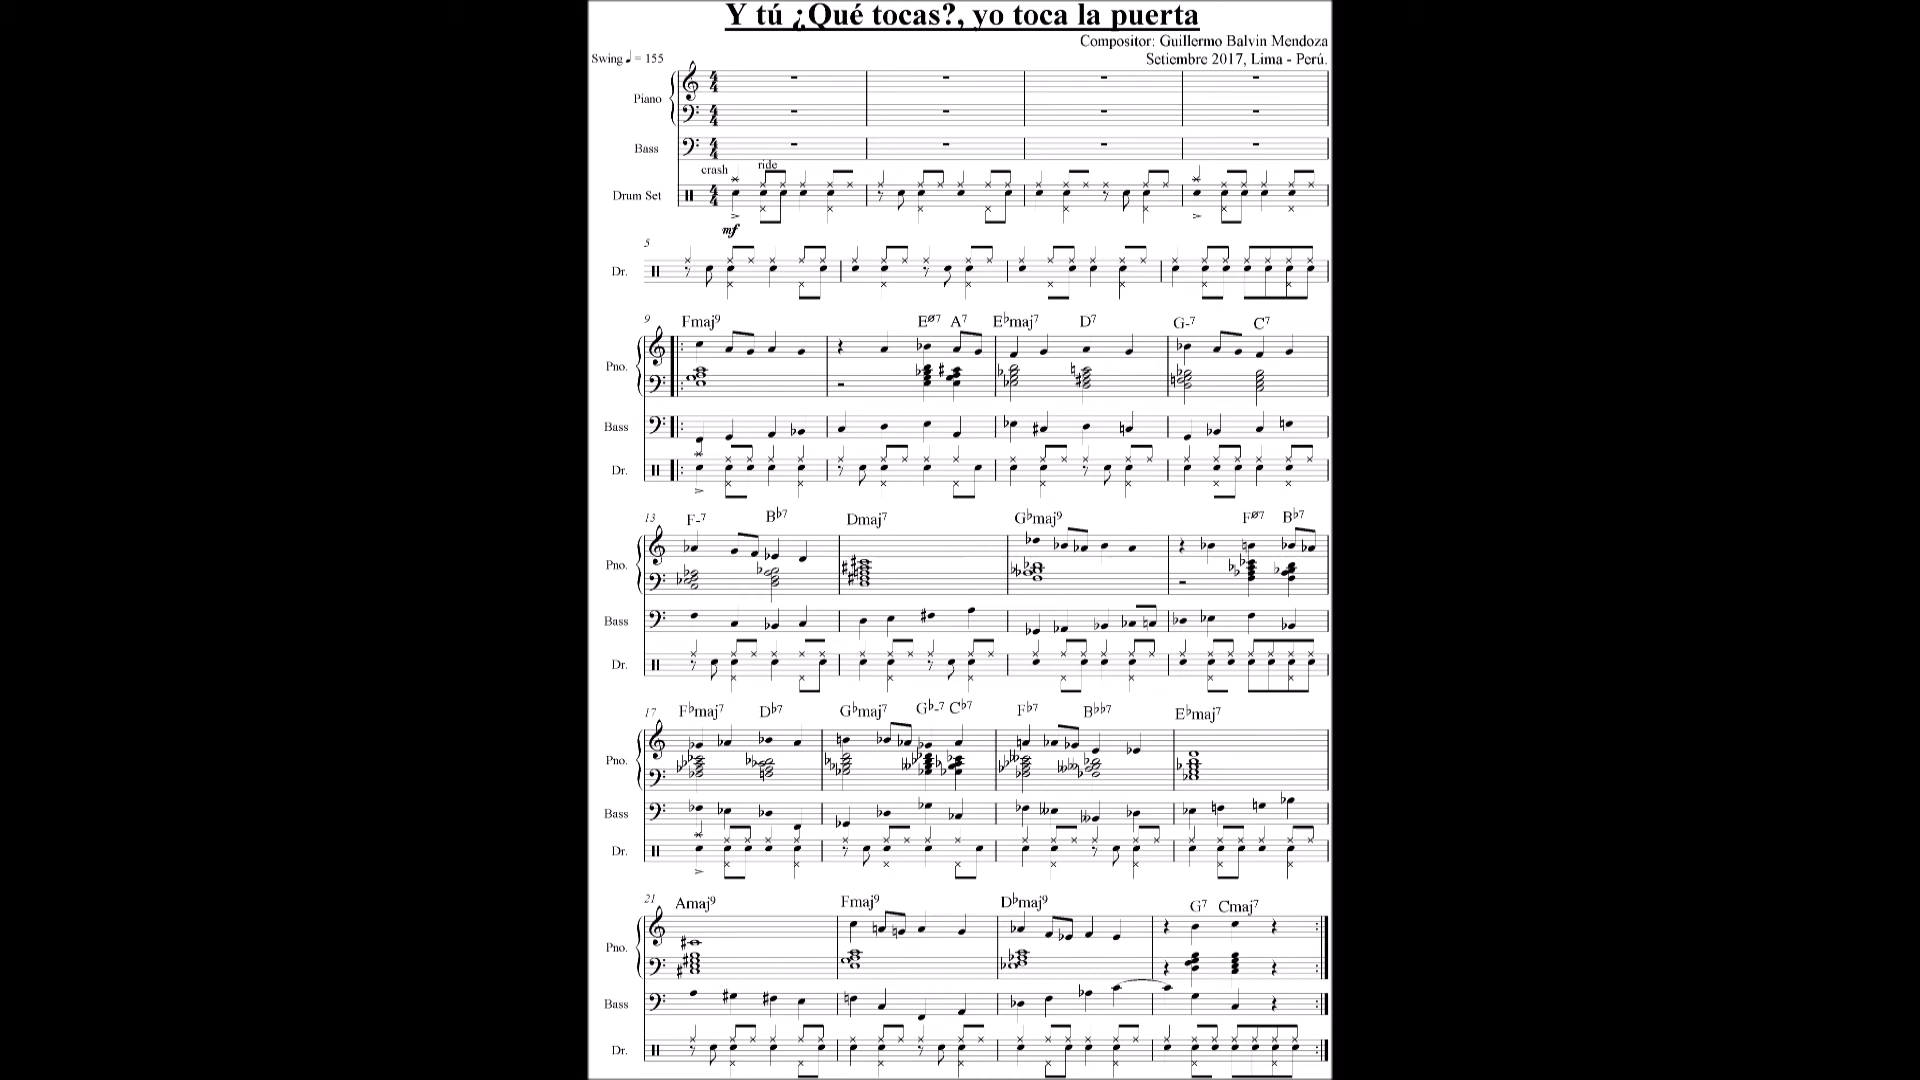 Y tú ¿Qué tocas?, yo toca la puerta
Compositor: Guillermo Balvin Mendoza
Swing ♩ = 155
Setiembre 2017, Lima - Perú.
Piano
Bass
crash ride
Drum Set
mf
5
Dr.
9 Fmaj9 Eø7 A7 E♭maj7 D7 G-7 C7
Pno.
Bass
Dr.
13 F-7 B♭7 Dmaj7 G♭maj9 Fø7 B♭7
Pno.
Bass
Dr.
17 F♭maj7 D♭7 G♭maj7 G♭-7 C♭7 F♭7 B♭♭7 E♭maj7
Pno.
Bass
Dr.
21 Amaj9 Fmaj9 D♭maj9 G7 Cmaj7
Pno.
Bass
Dr.